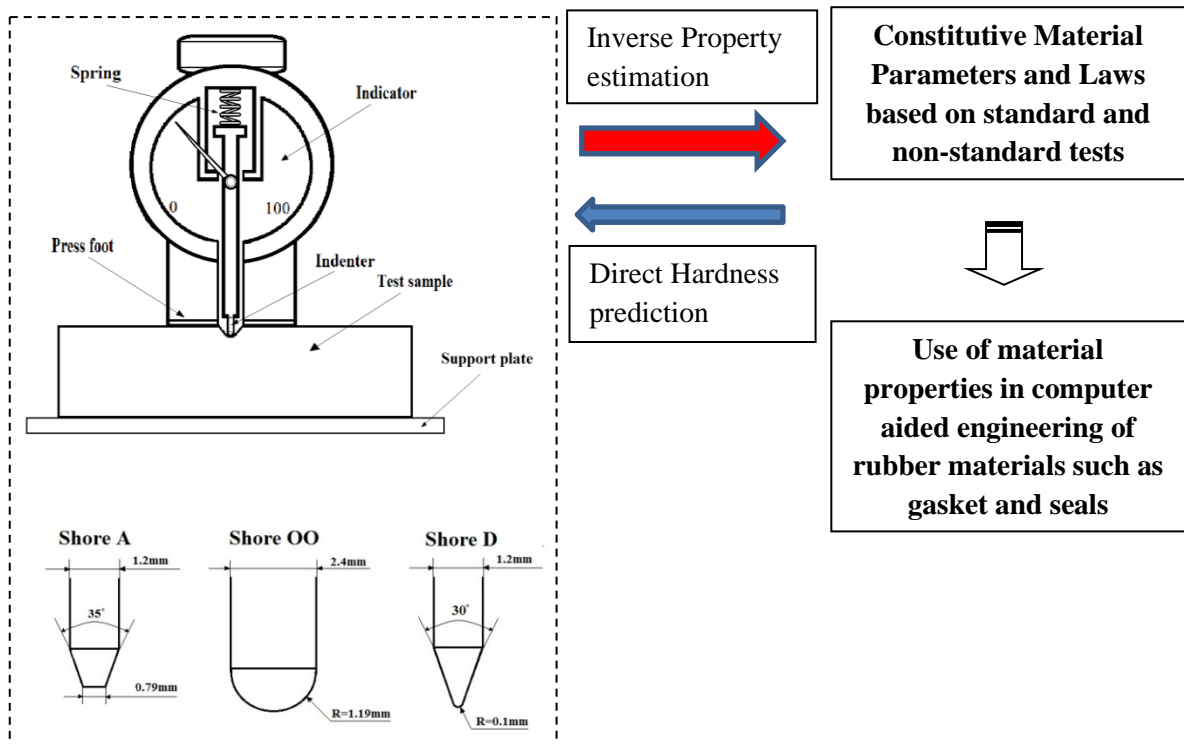 Spring
Indicator
0
100
Press foot
Indenter
Test sample
Support plate
Shore A
1.2mm
35°
0.79mm
Shore OO
2.4mm
R=1.19mm
Shore D
1.2mm
30°
R=0.1mm
Inverse Property
estimation
Direct Hardness
prediction
Constitutive Material
Parameters and Laws
based on standard and
non-standard tests
Use of material
properties in computer
aided engineering of
rubber materials such as
gasket and seals